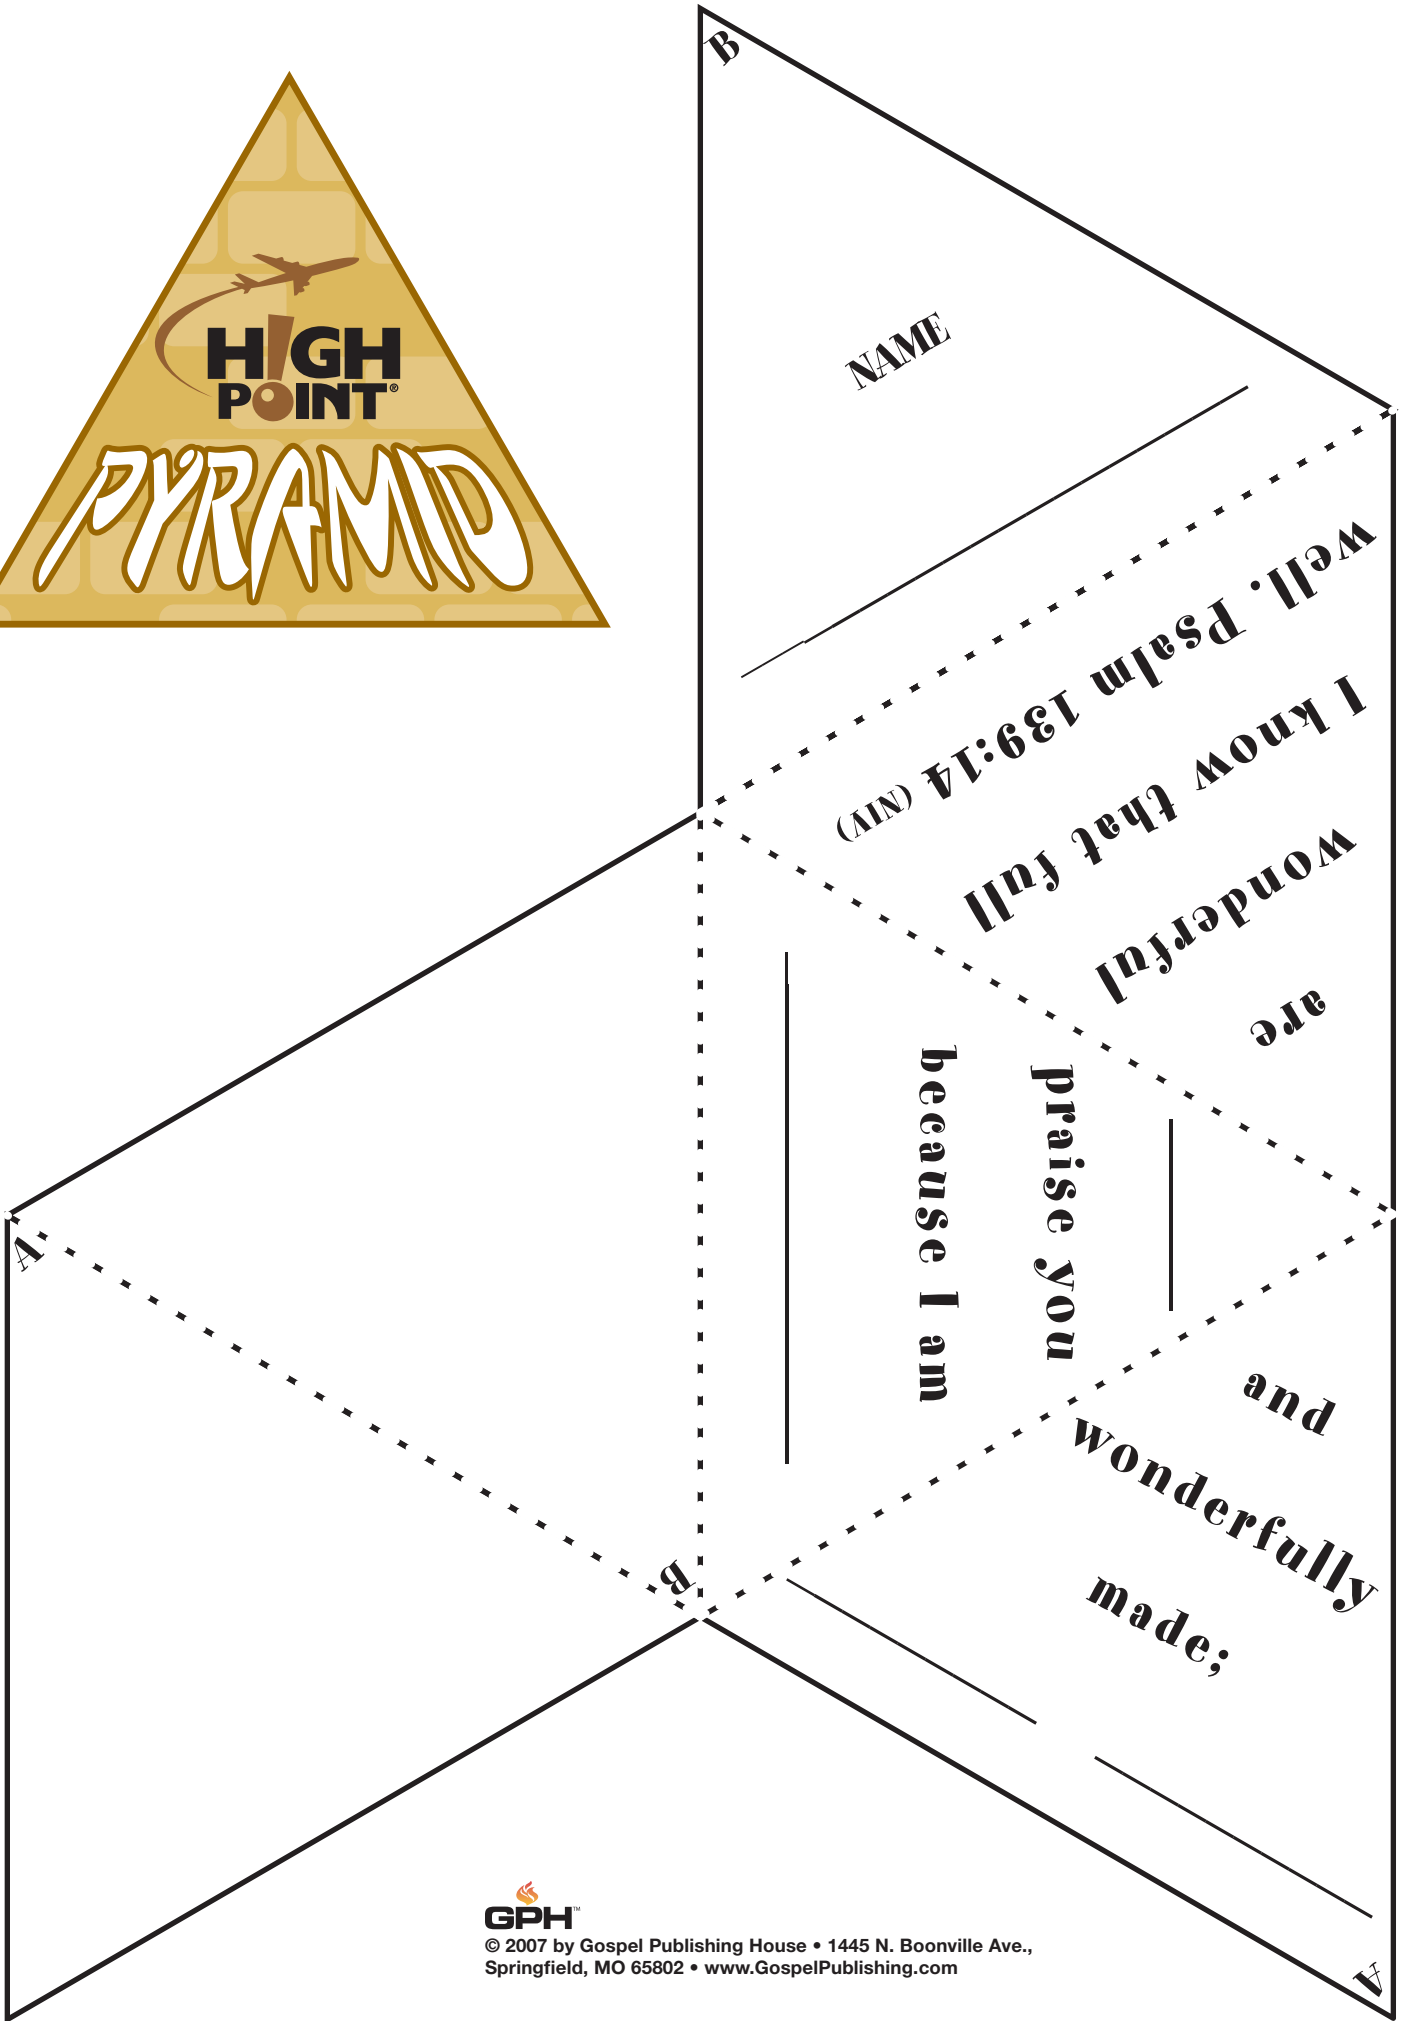 B
HIGH
POINT®
PYRAMID
NAME
praise you
because I am
and
wonderfully
made;
are
wonderful
I know that full
well. Psalm 139:14 (NIV)
A
B
A
GPH™
© 2007 by Gospel Publishing House • 1445 N. Boonville Ave.,
Springfield, MO 65802 • www.GospelPublishing.com